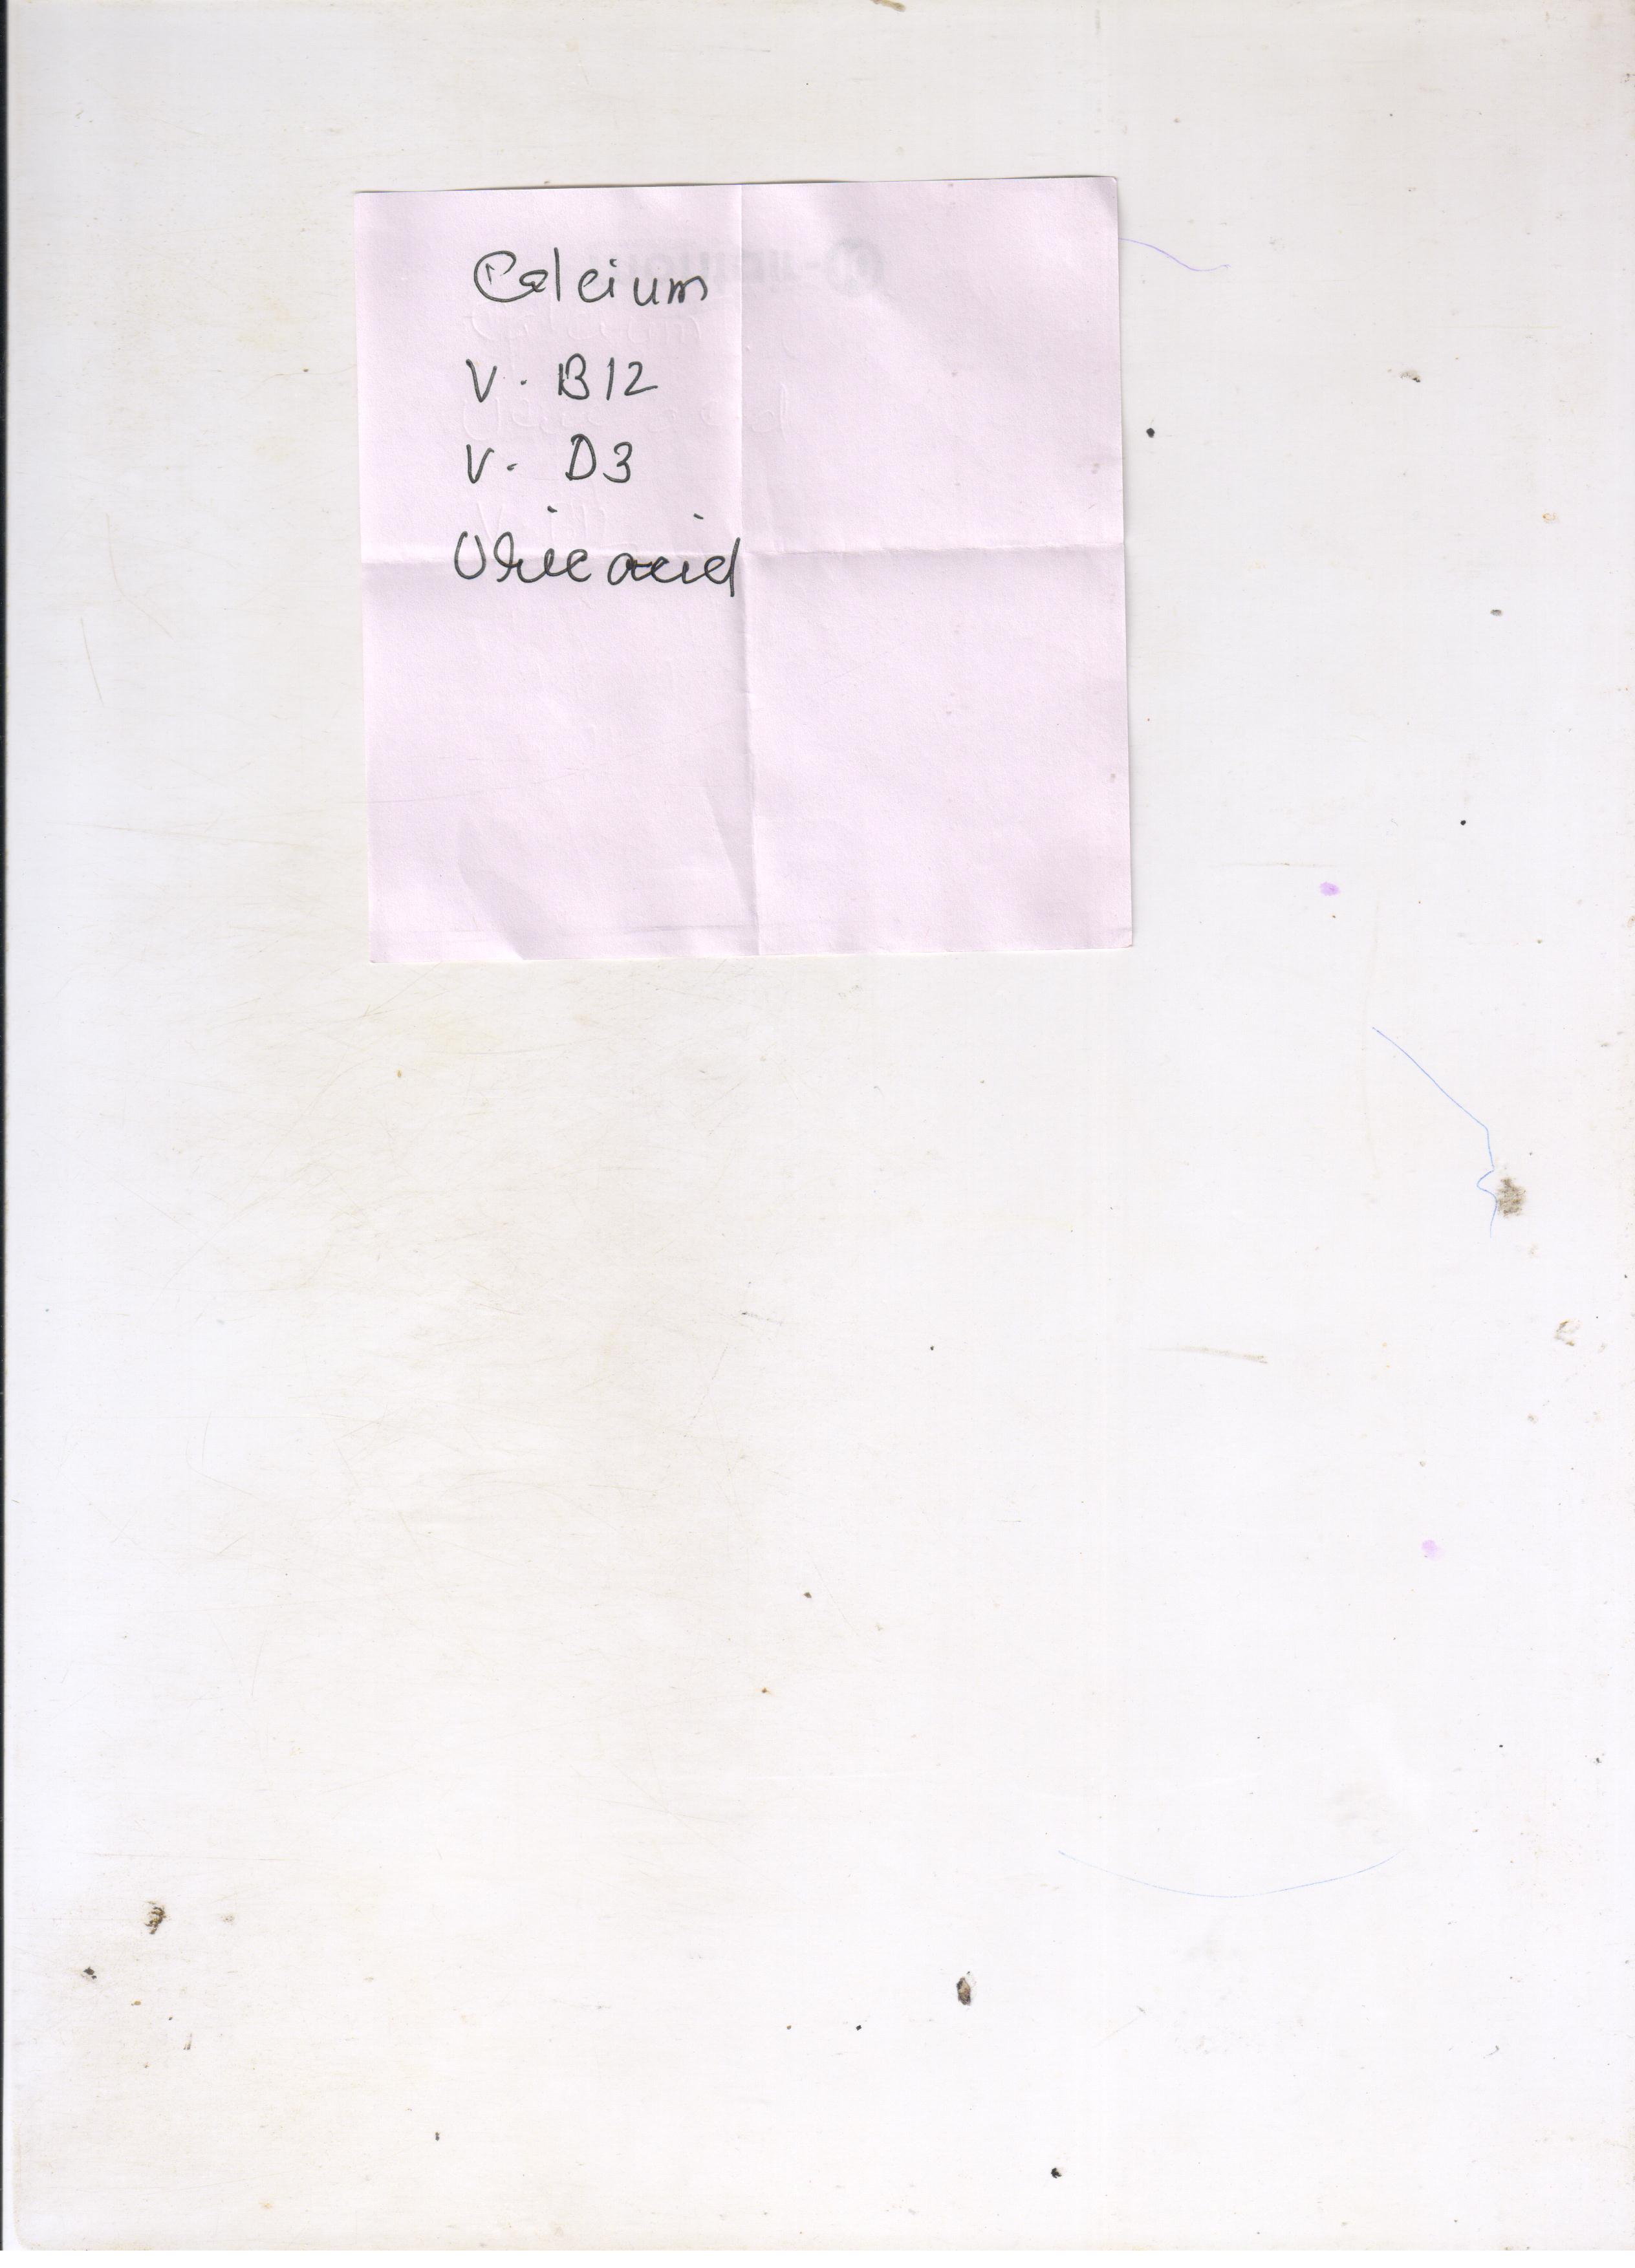 Calcium
V. B12
V. D3
Uric acid